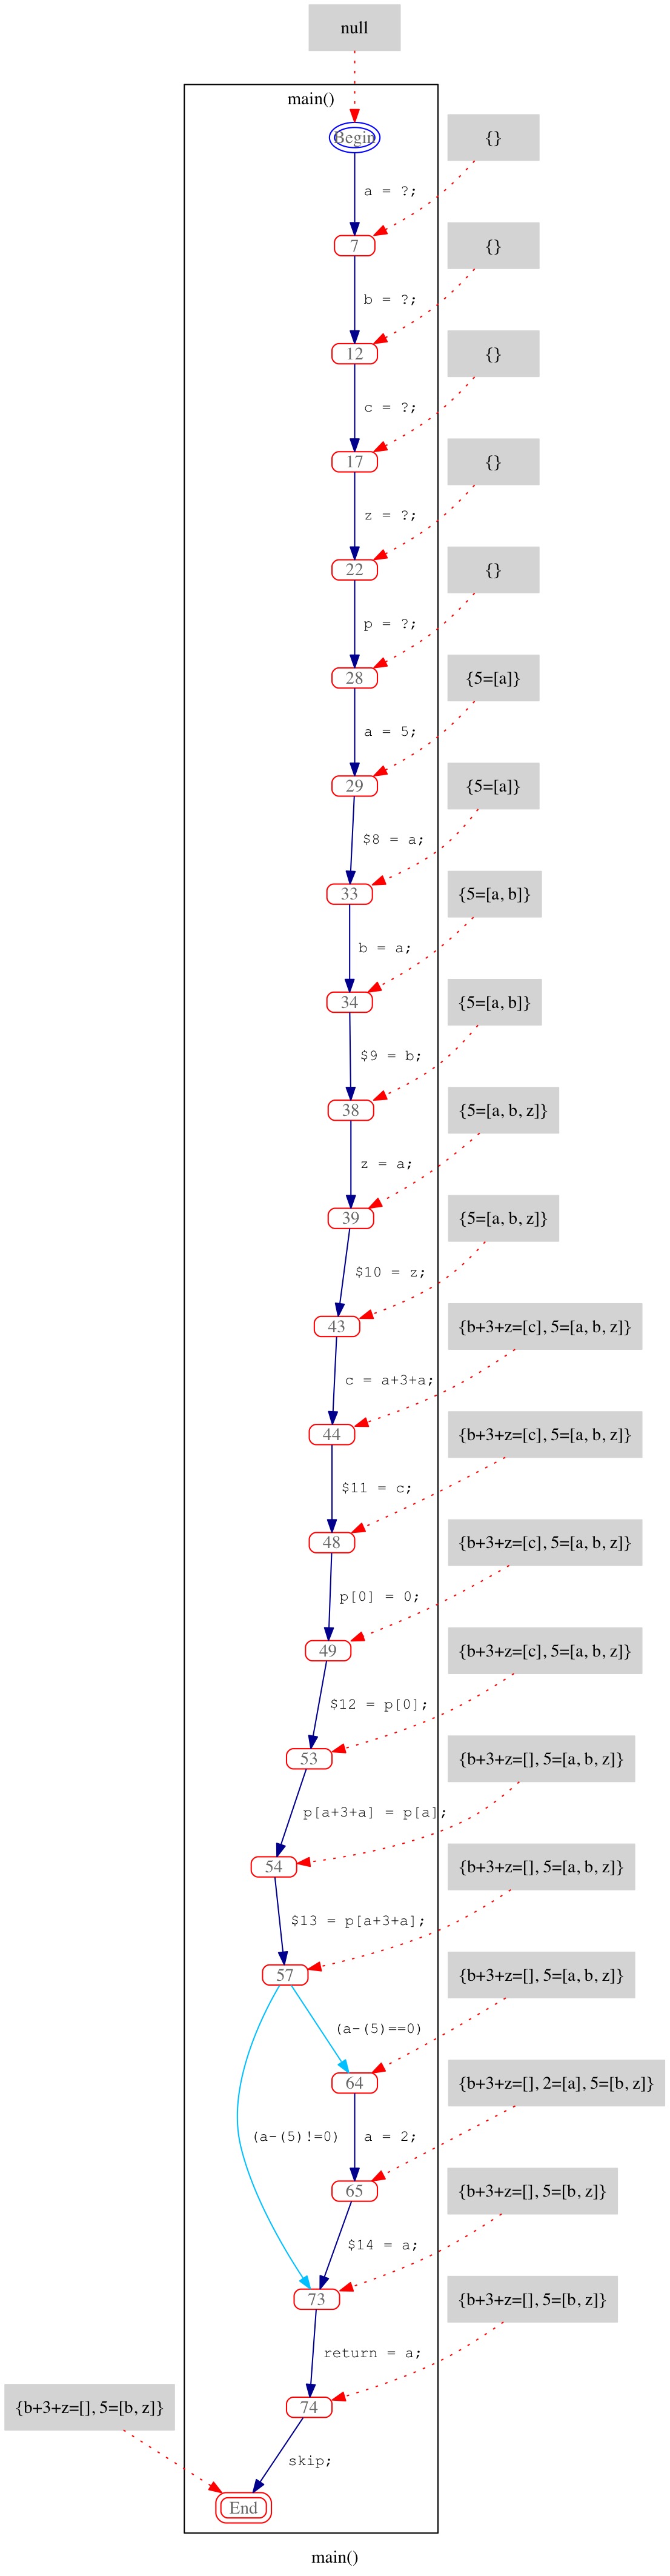 null
main()
Begin
{}
a = ?;
7
{}
b = ?;
12
{}
c = ?;
17
{}
z = ?;
22
{}
p = ?;
28
{5=[a]}
a = 5;
29
{5=[a]}
$8 = a;
33
{5=[a, b]}
b = a;
34
{5=[a, b]}
$9 = b;
38
{5=[a, b, z]}
z = a;
39
{5=[a, b, z]}
$10 = z;
43
{b+3+z=[c], 5=[a, b, z]}
c = a+3+a;
44
{b+3+z=[c], 5=[a, b, z]}
$11 = c;
48
{b+3+z=[c], 5=[a, b, z]}
p[0] = 0;
49
{b+3+z=[c], 5=[a, b, z]}
$12 = p[0];
53
{b+3+z=[], 5=[a, b, z]}
p[a+3+a] = p[a];
54
{b+3+z=[], 5=[a, b, z]}
$13 = p[a+3+a];
57
{b+3+z=[], 5=[a, b, z]}
(a-(5)==0)
64
{b+3+z=[], 2=[a], 5=[b, z]}
(a-(5)!=0)
a = 2;
65
{b+3+z=[], 5=[b, z]}
$14 = a;
73
{b+3+z=[], 5=[b, z]}
return = a;
74
{b+3+z=[], 5=[b, z]}
skip;
End
main()